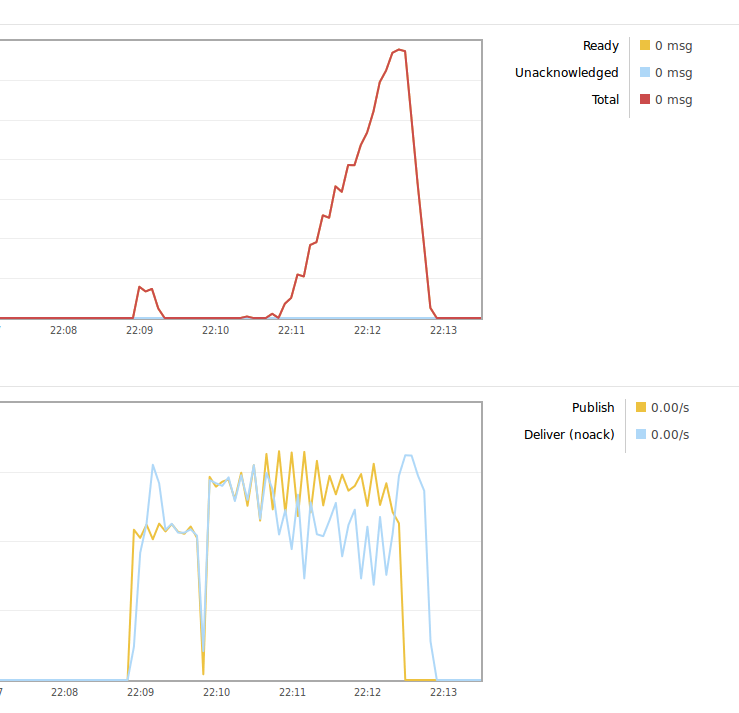 Ready 0 msg
Unacknowledged 0 msg
Total 0 msg
22:08 22:09 22:10 22:11 22:12 22:13
Publish 0.00/s
Deliver (noack) 0.00/s
7 22:08 22:09 22:10 22:11 22:12 22:13